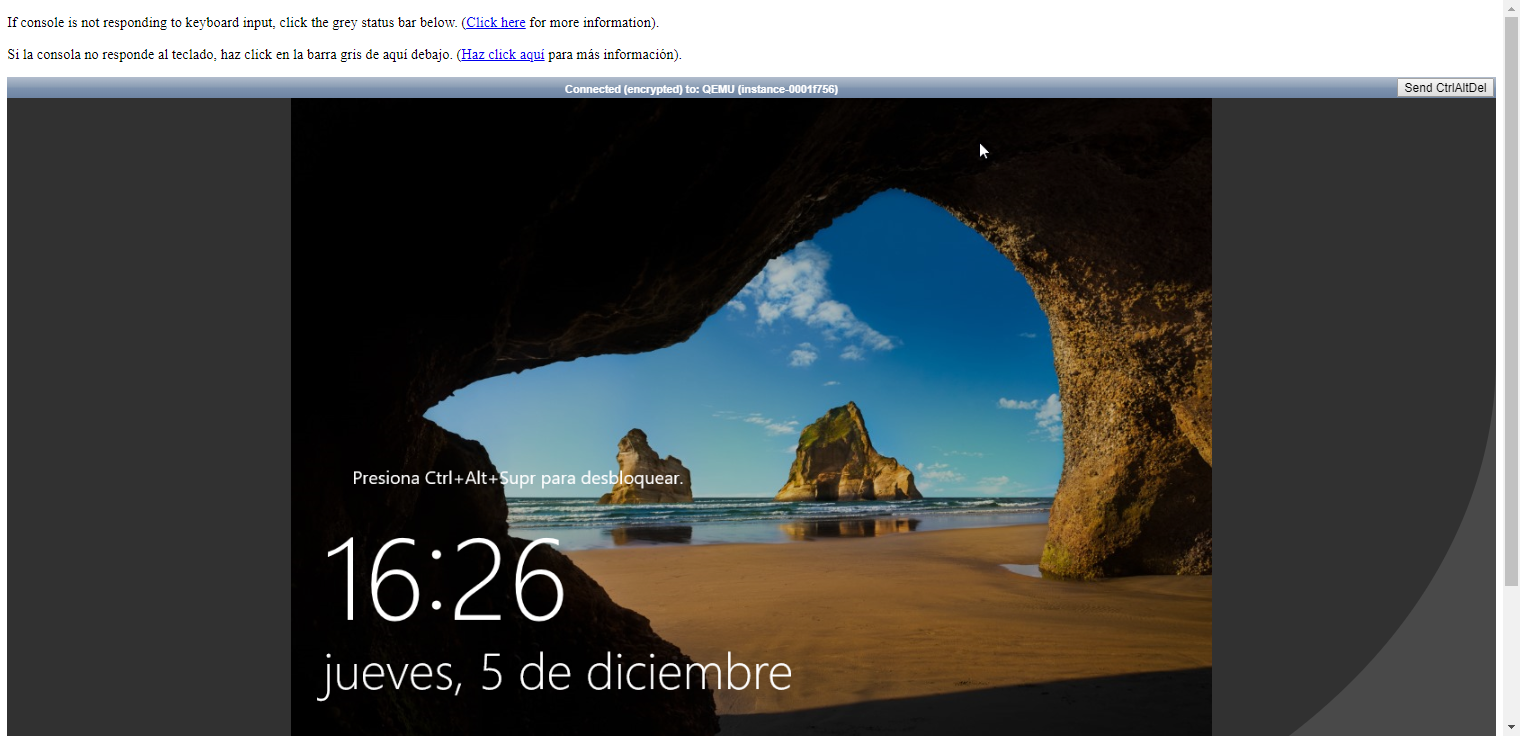 If console is not responding to keyboard input, click the grey status bar below. (Click here for more information).
Si la consola no responde al teclado, haz click en la barra gris de aquí debajo. (Haz click aquí para más información).
Connected (encrypted) to: QEMU (instance-0001f756)
Send CtrlAltDel
Presiona Ctrl+Alt+Supr para desbloquear.
16:26
jueves, 5 de diciembre